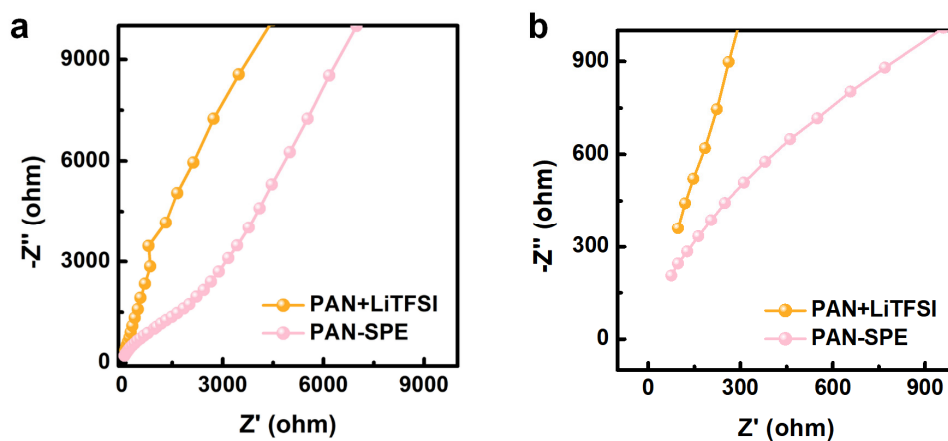 a
-Z'' (ohm)
9000
6000
3000
0
PAN+LiTFSI
PAN-SPE
0 3000 6000 9000
Z' (ohm)
b
-Z'' (ohm)
900
600
300
0
PAN+LiTFSI
PAN-SPE
0 300 600 900
Z' (ohm)